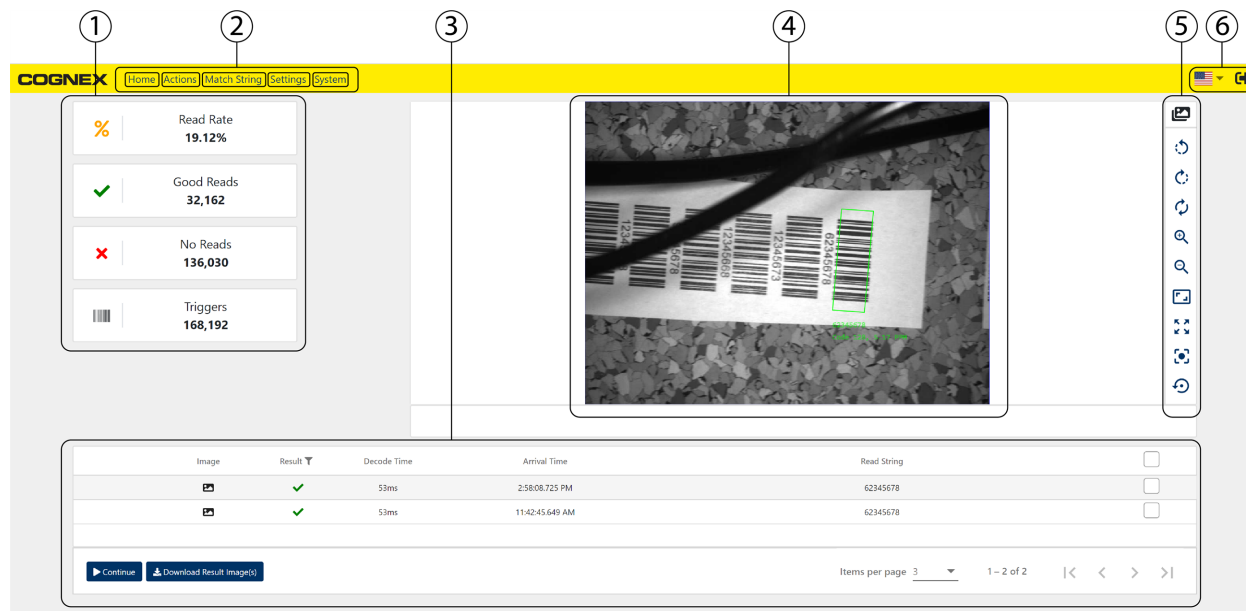 1 2 3 4 5 6
COGNEX Home Actions Match String Settings System
Read Rate
19.12%
Good Reads
32,162
No Reads
136,030
Triggers
168,192
12345668
12345673
62345678
62345678
Image Result Decode Time Arrival Time Read String
53ms 2:58:08.725 PM 62345678
53ms 11:42:45.649 AM 62345678
Continue Download Result Image(s) Items per page 3 1 – 2 of 2